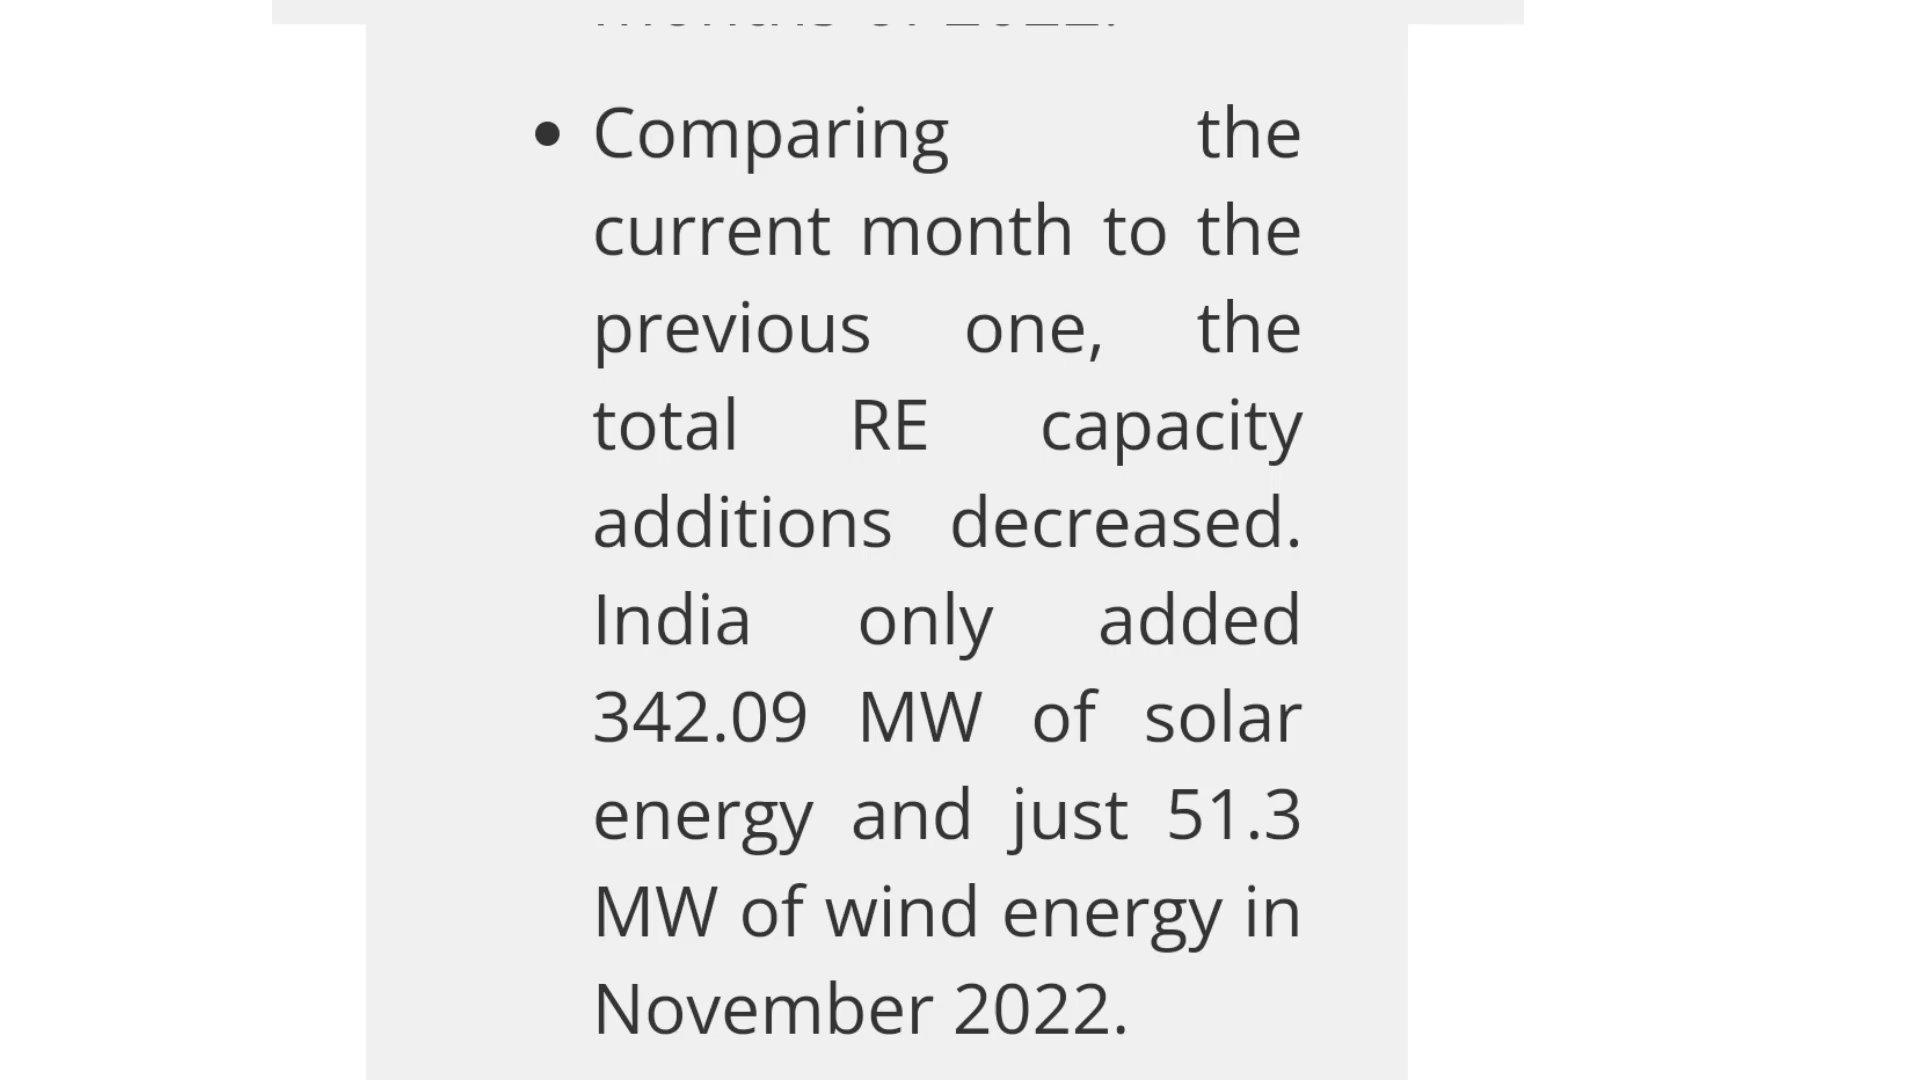 • Comparing the
current month to the
previous one, the
total RE capacity
additions decreased.
India only added
342.09 MW of solar
energy and just 51.3
MW of wind energy in
November 2022.